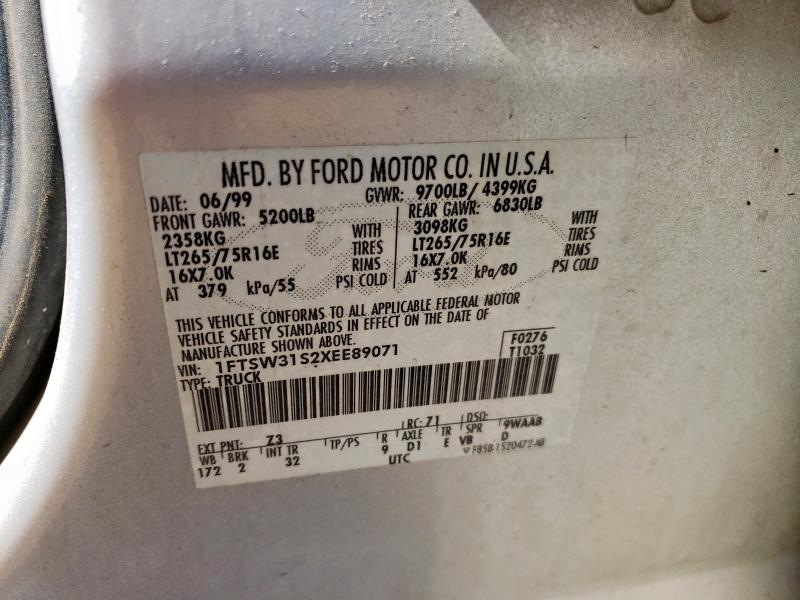 MFD. BY FORD MOTOR CO. IN U.S.A.
DATE: 06/99 GVWR: 9700LB/ 4399KG
FRONT GAWR: 5200LB REAR GAWR: 6830LB
2358KG WITH 3098KG WITH
LT265/75R16E TIRES LT265/75R16E TIRES
16X7.0K RIMS 16X7.0K RIMS
AT 379 kPa/55 PSI COLD AT 552 kPa/80 PSI COLD
THIS VEHICLE CONFORMS TO ALL APPLICABLE FEDERAL MOTOR
VEHICLE SAFETY STANDARDS IN EFFECT ON THE DATE OF
MANUFACTURE SHOWN ABOVE.
VIN: 1FTSW31S2XEE89071 F0276
TYPE: TRUCK T1032
EXT PNT: Z3 RC: Z1 DSO: 9WAAB
WB BRK INT TR TP/PS R AXLE TR SPR
172 2 32 9 D1 E VB D
UTC F85B-1520472-AB